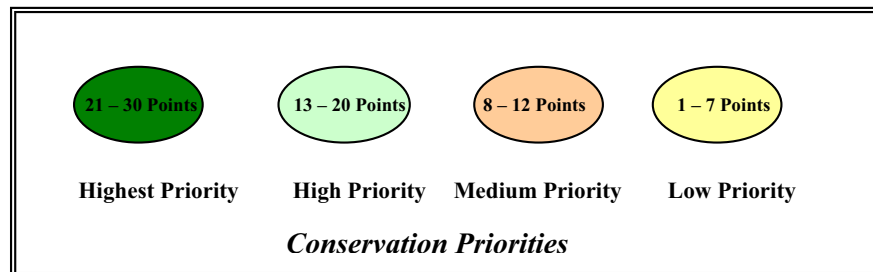 21 – 30 Points 13 – 20 Points 8 – 12 Points 1 – 7 Points
Highest Priority High Priority Medium Priority Low Priority
Conservation Priorities